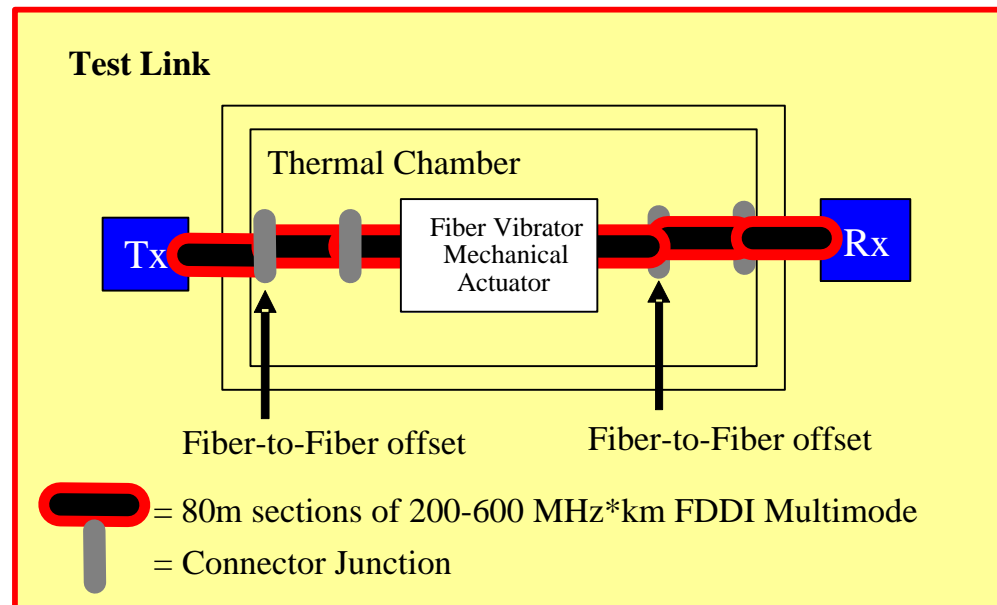 Test Link
Thermal Chamber
Tx
Fiber Vibrator
Mechanical
Actuator
Rx
Fiber-to-Fiber offset
Fiber-to-Fiber offset
= 80m sections of 200-600 MHz*km FDDI Multimode
= Connector Junction